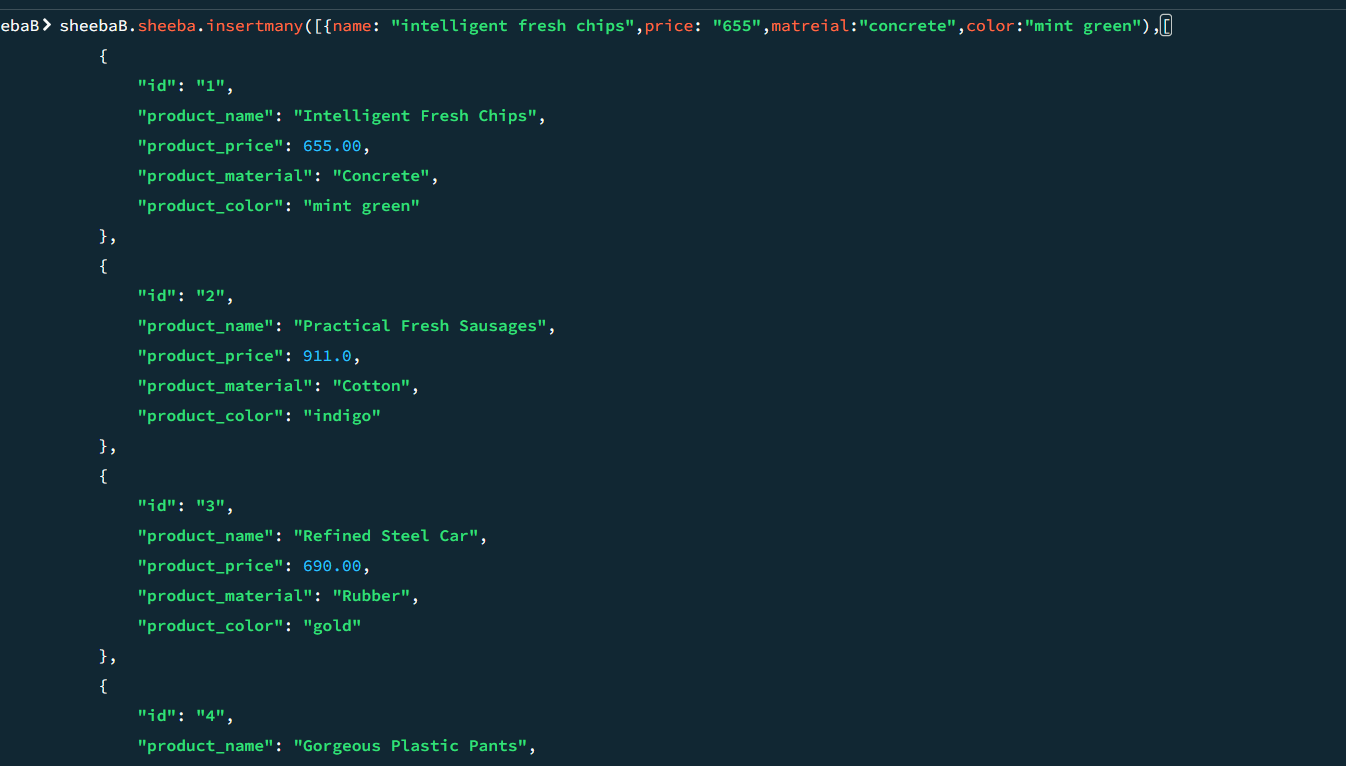 ebaB> sheebaB.sheeba.insertmany([{name: "intelligent fresh chips",price: "655",matreial:"concrete",color:"mint green"),[
{
"id": "1",
"product_name": "Intelligent Fresh Chips",
"product_price": 655.00,
"product_material": "Concrete",
"product_color": "mint green"
},
{
"id": "2",
"product_name": "Practical Fresh Sausages",
"product_price": 911.0,
"product_material": "Cotton",
"product_color": "indigo"
},
{
"id": "3",
"product_name": "Refined Steel Car",
"product_price": 690.00,
"product_material": "Rubber",
"product_color": "gold"
},
{
"id": "4",
"product_name": "Gorgeous Plastic Pants",